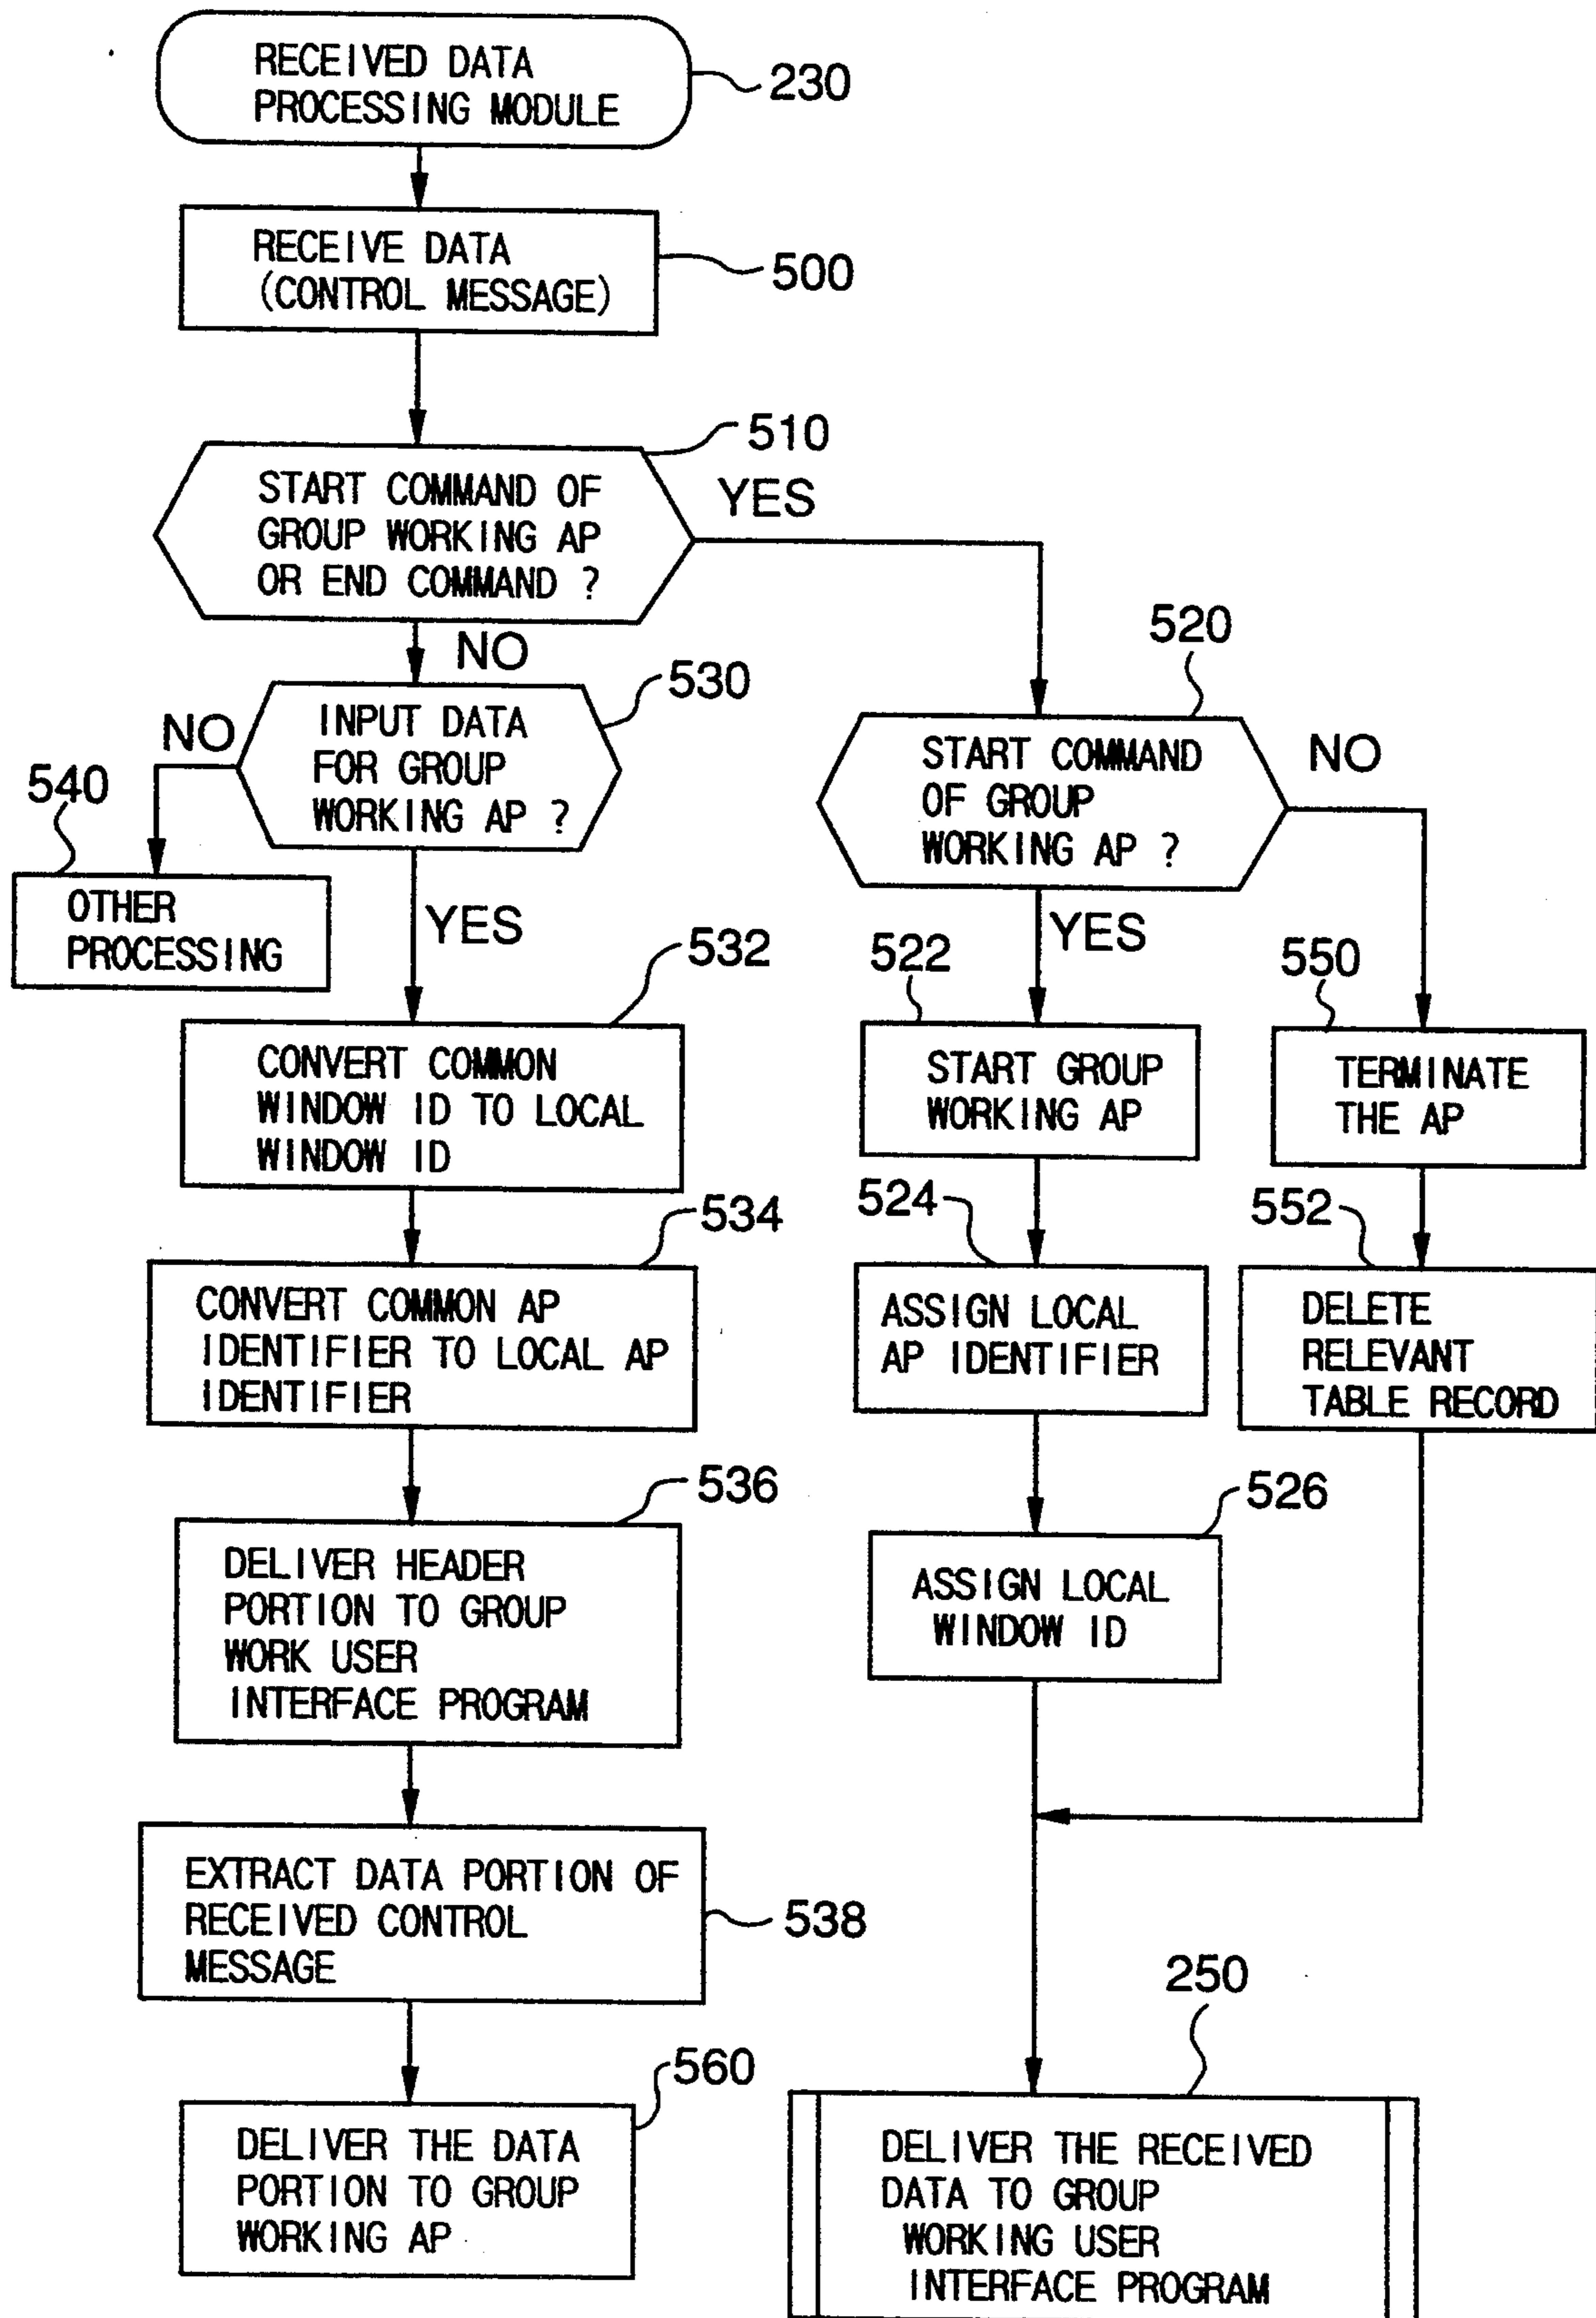 RECEIVED DATA
PROCESSING MODULE
230
RECEIVE DATA
(CONTROL MESSAGE)
500
510
START COMMAND OF
GROUP WORKING AP
OR END COMMAND ?
YES
NO
530
INPUT DATA
FOR GROUP
WORKING AP ?
NO
540
OTHER
PROCESSING
YES
520
START COMMAND
OF GROUP
WORKING AP ?
NO
YES
532
CONVERT COMMON
WINDOW ID TO LOCAL
WINDOW ID
522
START GROUP
WORKING AP
550
TERMINATE
THE AP
534
CONVERT COMMON AP
IDENTIFIER TO LOCAL AP
IDENTIFIER
524
ASSIGN LOCAL
AP IDENTIFIER
552
DELETE
RELEVANT
TABLE RECORD
536
DELIVER HEADER
PORTION TO GROUP
WORK USER
INTERFACE PROGRAM
526
ASSIGN LOCAL
WINDOW ID
EXTRACT DATA PORTION OF
RECEIVED CONTROL
MESSAGE
538
560
DELIVER THE DATA
PORTION TO GROUP
WORKING AP
250
DELIVER THE RECEIVED
DATA TO GROUP
WORKING USER
INTERFACE PROGRAM